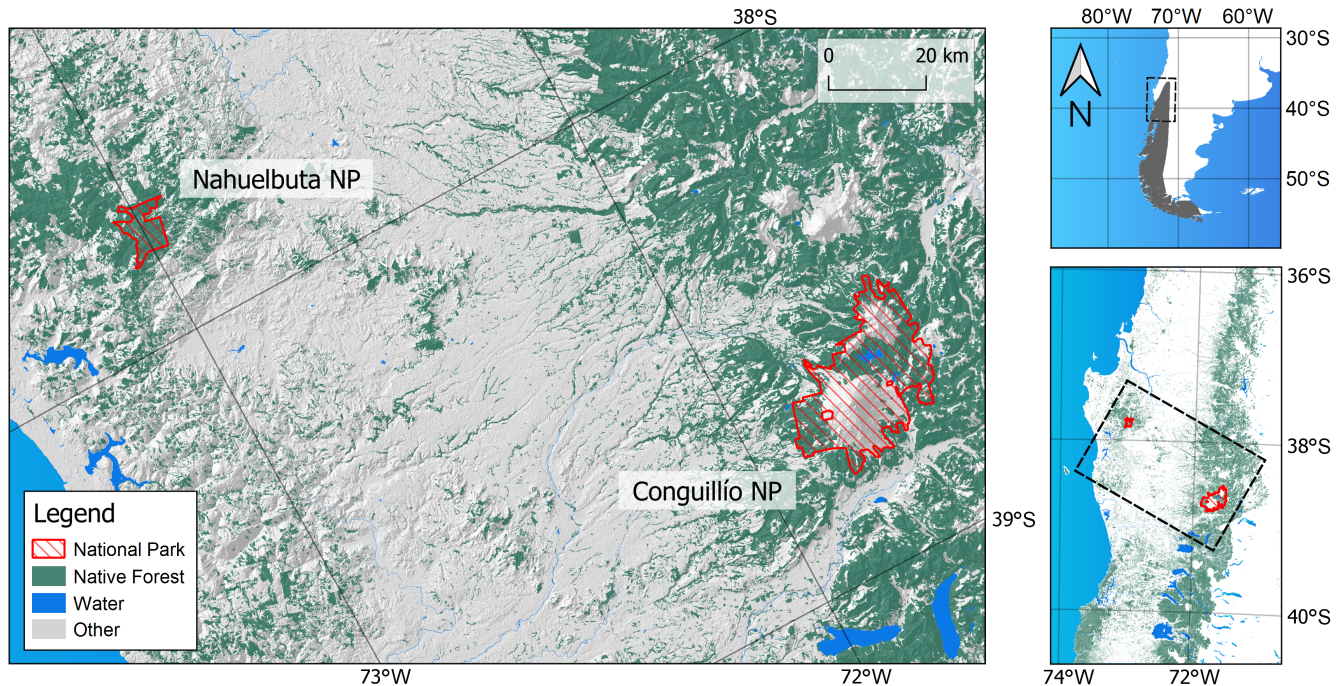 38°S
0 20 km
Nahuelbuta NP
Conguillío NP
39°S
Legend
National Park
Native Forest
Water
Other
73°W
72°W
80°W 70°W 60°W
30°S
40°S
50°S
N
36°S
38°S
40°S
74°W 72°W